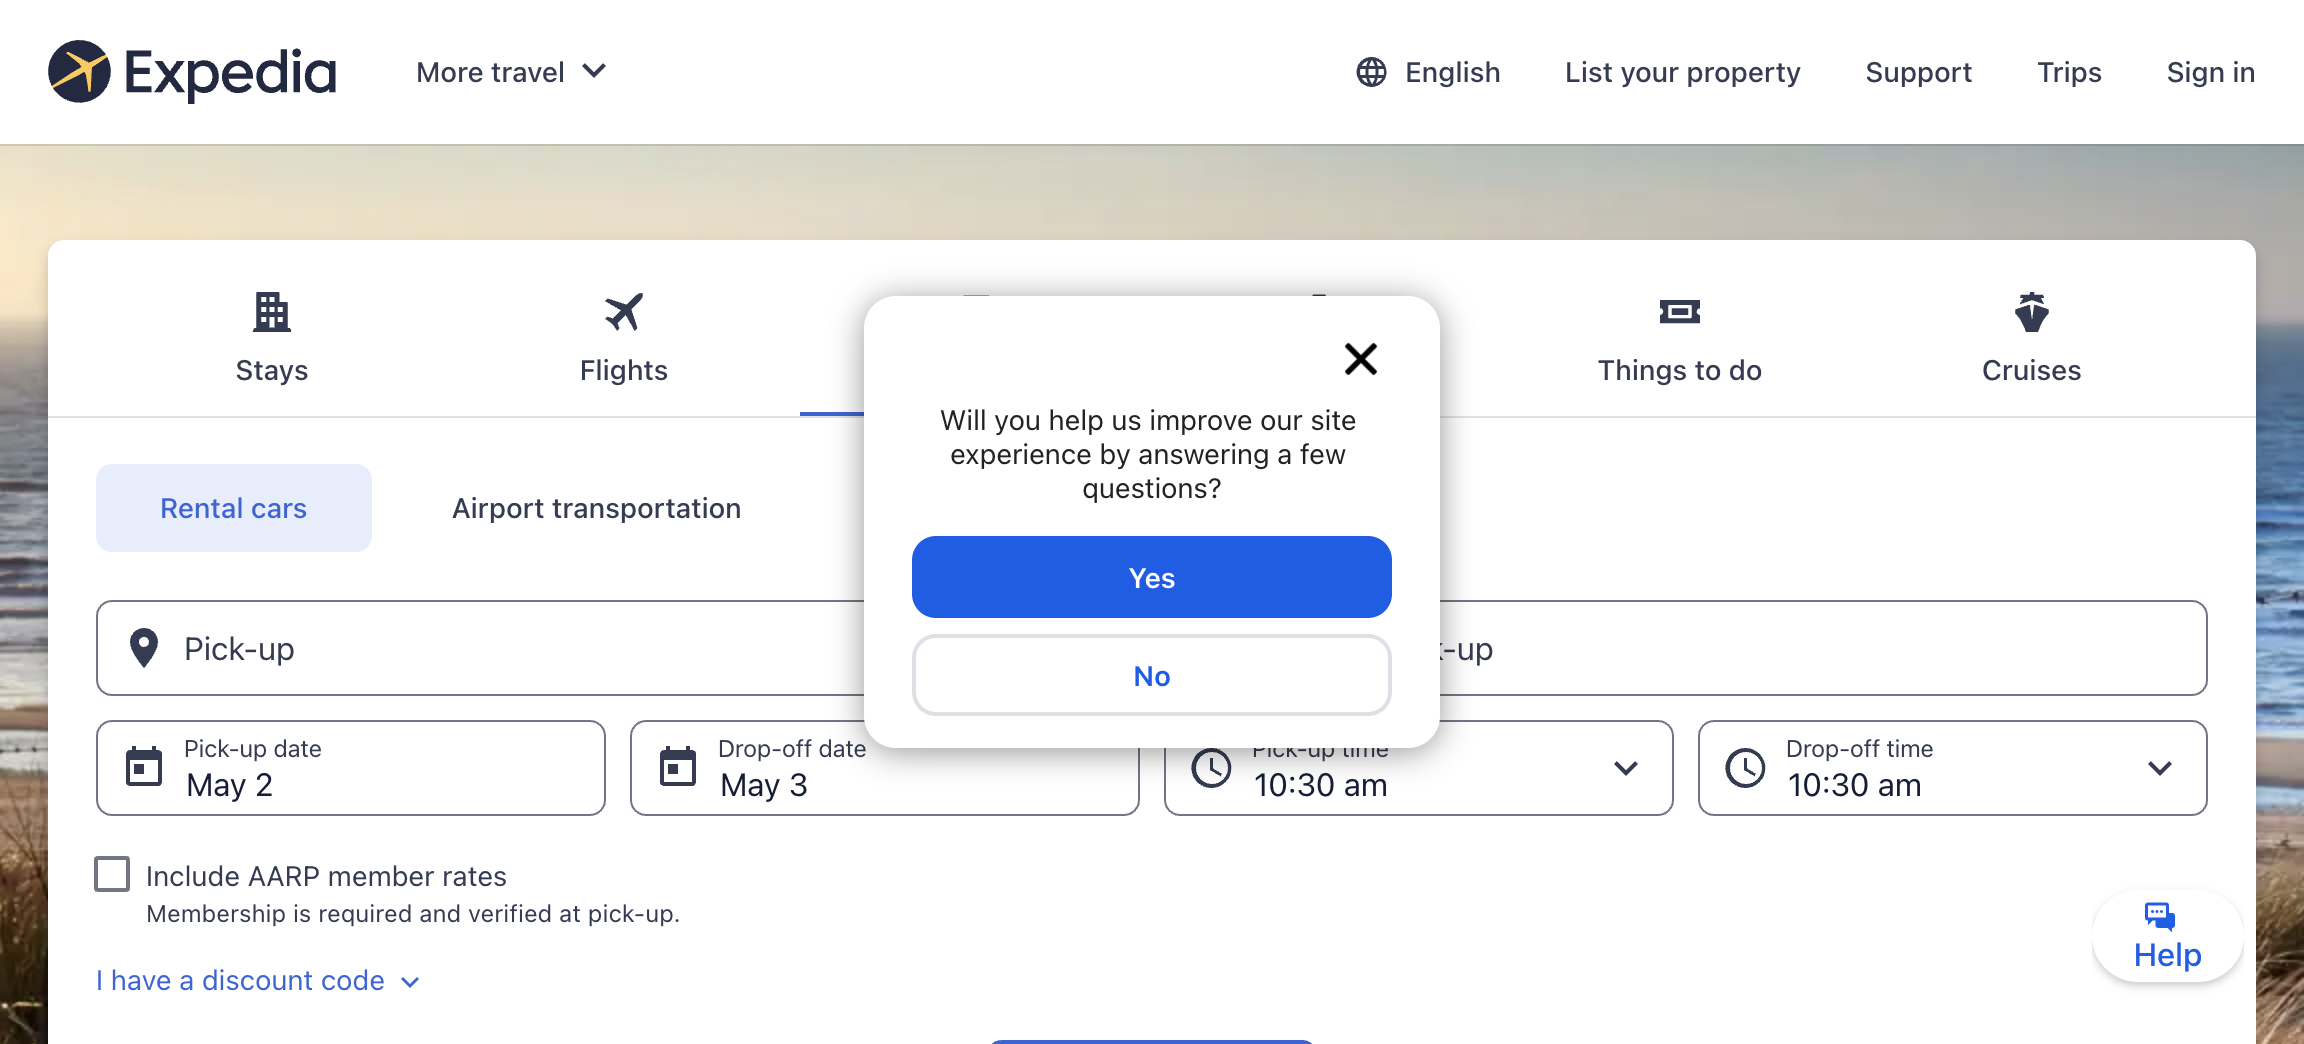 Expedia
More travel
English
List your property
Support
Trips
Sign in
Stays
Flights
Things to do
Cruises
Will you help us improve our site
experience by answering a few
questions?
Yes
No
Rental cars
Airport transportation
Pick-up
-up
Pick-up date
May 2
Drop-off date
May 3
Pick-up time
10:30 am
Drop-off time
10:30 am
Include AARP member rates
Membership is required and verified at pick-up.
I have a discount code
Help